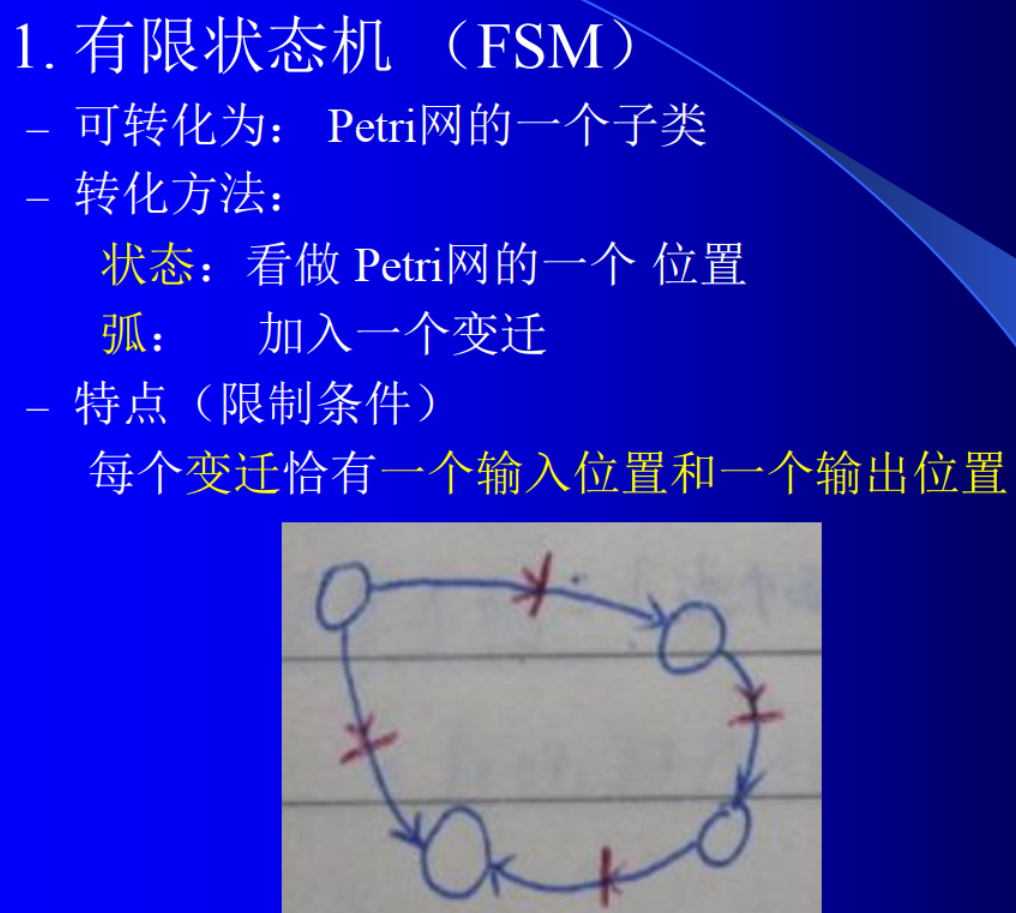 1. 有限状态机 （FSM）
– 可转化为： Petri网的一个子类
– 转化方法：
状态：看做 Petri网的一个 位置
弧： 加入一个变迁
– 特点（限制条件）
每个变迁恰有一个输入位置和一个输出位置